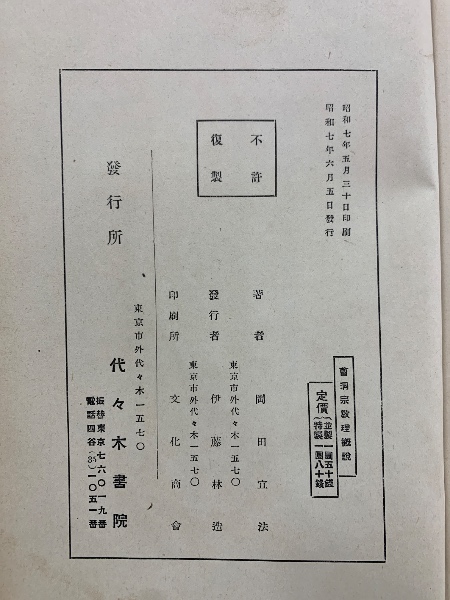 昭和七年五月三十日印刷
昭和七年六月五日發行
不許
復製
曹洞宗敎理概說
定價
並製一圓五十錢
特製一圓八十錢
著者 岡田宜法
東京市外代々木一五七〇
發行者 伊藤林造
東京市外代々木一五七〇
印刷所 文化商會
東京市外代々木一五七〇
發行所 代々木書院
振替東京七六〇一九番
電話四谷(35)一〇五一番